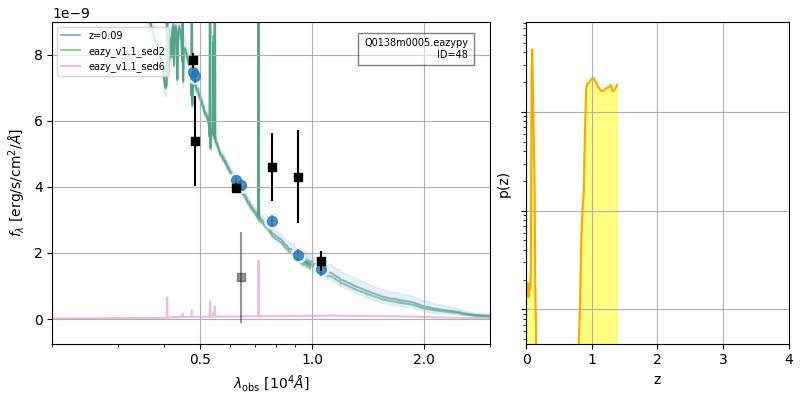 1e−9
z=0.09
eazy_v1.1_sed2
eazy_v1.1_sed6
Q0138m0005.eazypy
ID=48
8
6
4
2
0
fλ [erg/s/cm²/Å]
0.5
1.0
2.0
λobs [10⁴Å]
p(z)
0
1
2
3
4
z